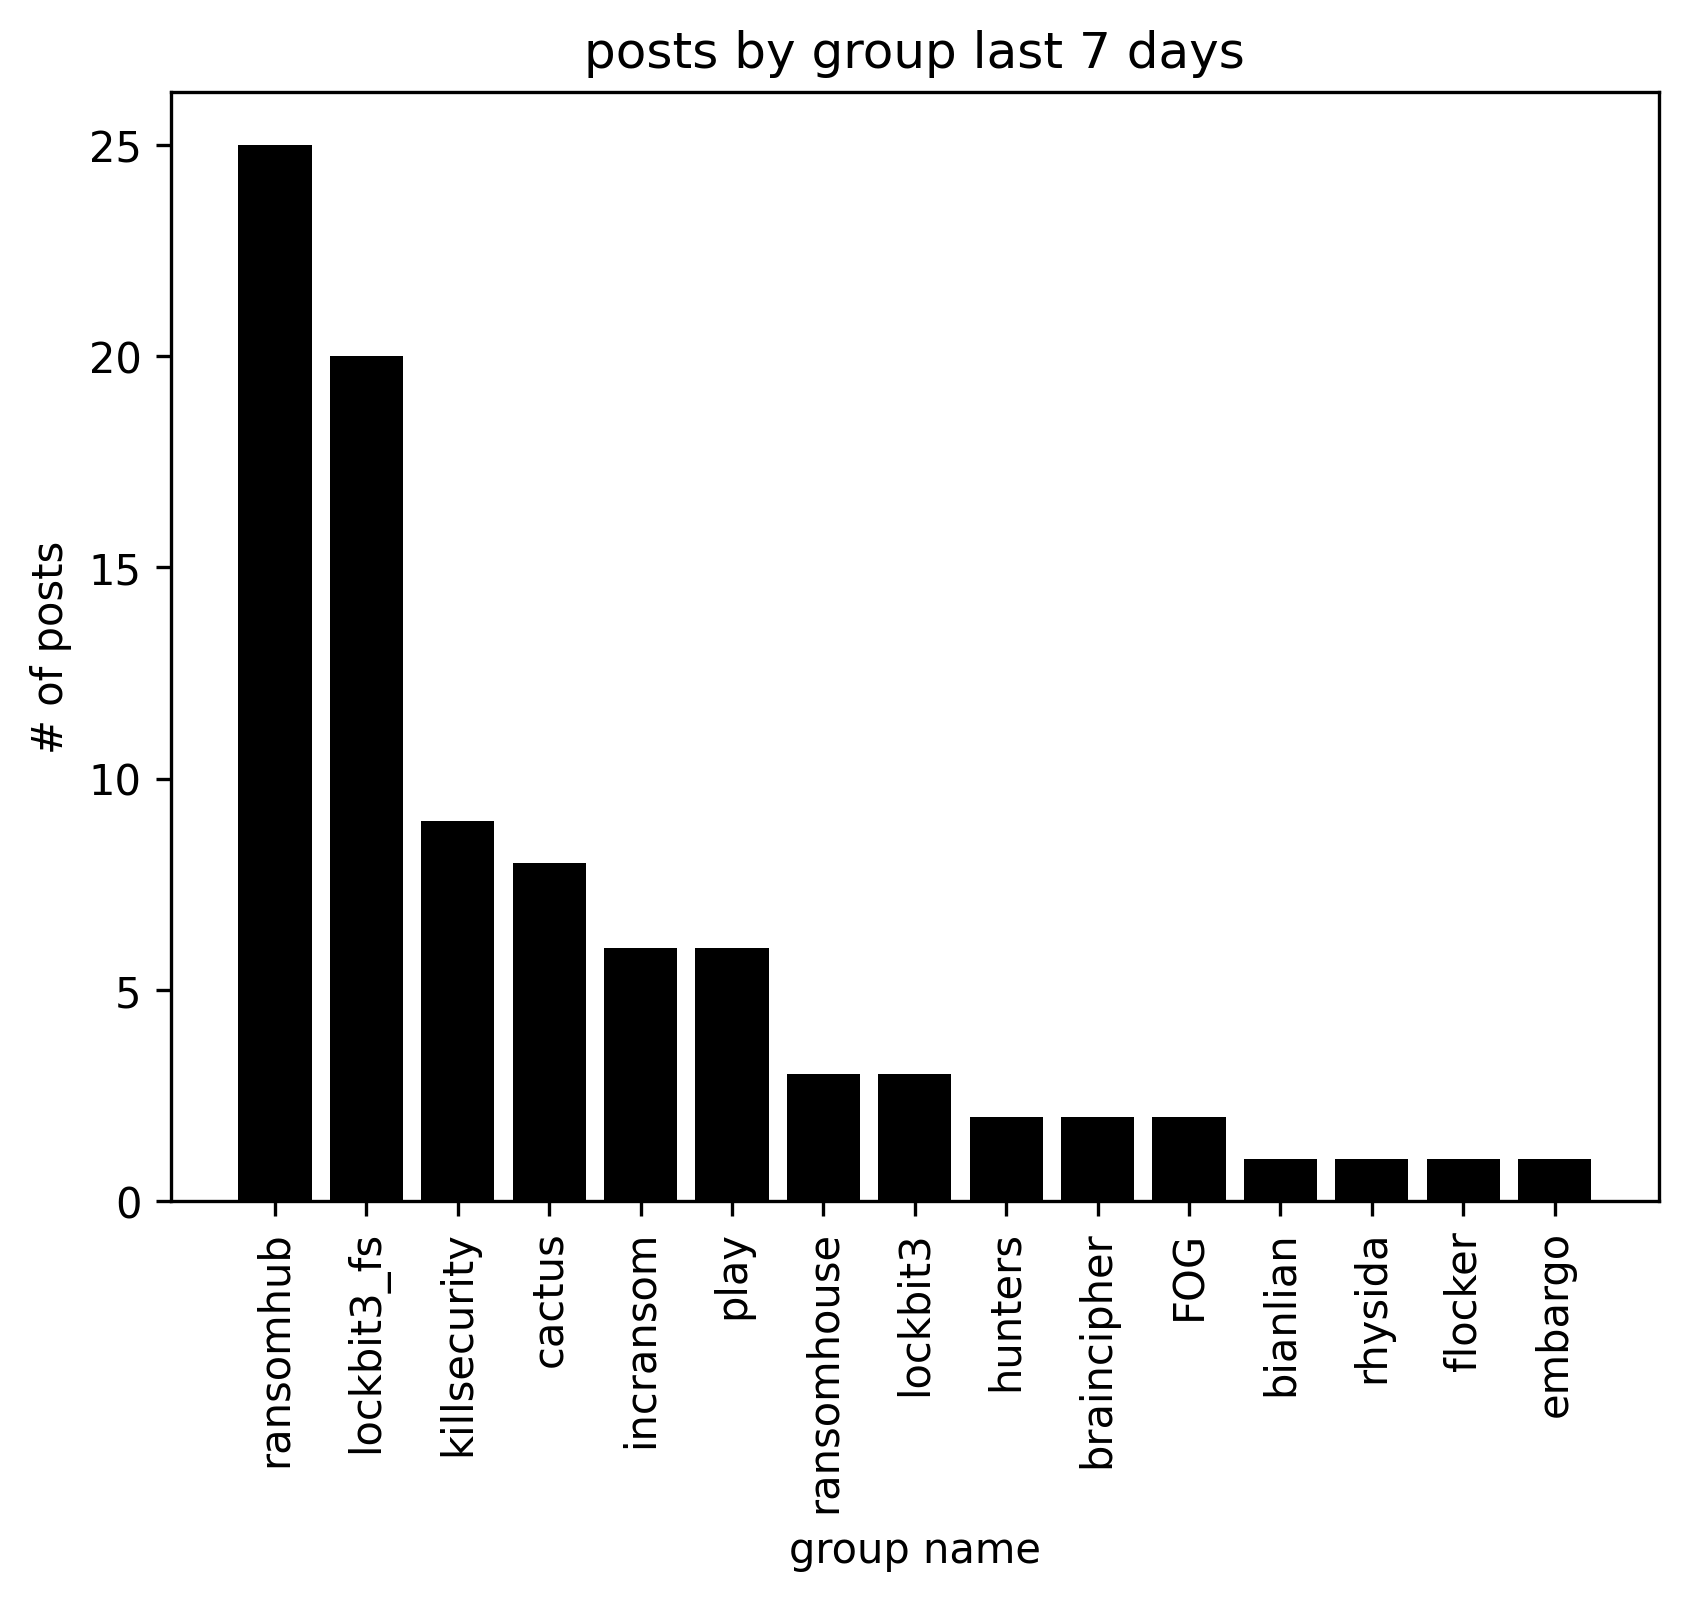 posts by group last 7 days
25
20
15
10
5
0
# of posts
ransomhub
lockbit3_fs
killsecurity
cactus
incransom
play
ransomhouse
lockbit3
hunters
braincipher
FOG
bianlian
rhysida
flocker
embargo
group name